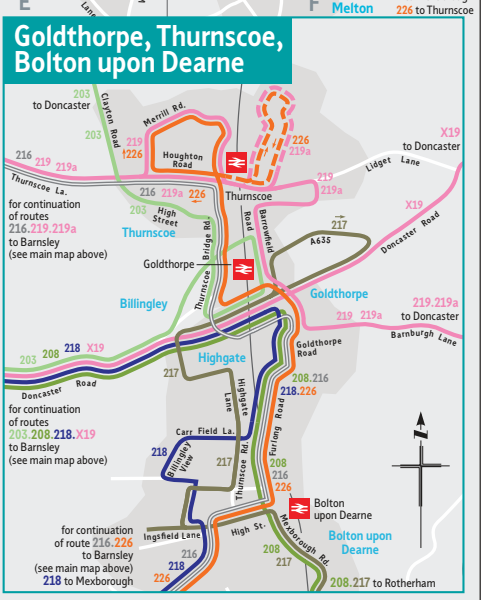 E
Lane
F
Melton
226 to Thurnscoe
Goldthorpe, Thurnscoe,
Bolton upon Dearne
203
to Doncaster
203
Clayton Road
Merrill Rd.
219
↑226
Houghton
Road
226
219a
X19
to Doncaster
Lidget Lane
216 219 219a
Thurnscoe La.
216 219a 226
←
Thurnscoe
219
219a
X19
for continuation
of routes
216.219.219a
to Barnsley
(see main map above)
203
High
Street
Thurnscoe
Thurnscoe Bridge Rd.
Barrowfield
Road
→
217
A635
Doncaster Road
Goldthorpe
Billingley
Goldthorpe
219.219a
to Doncaster
219 219a
Barnburgh Lane
203 208 218 X19
Doncaster Road
Highgate
Goldthorpe
Road
217
Highgate
Lane
208.216
218.226
for continuation
of routes
203.208.218.X19
to Barnsley
(see main map above)
Carr Field La.
Furlong Road
218
Billingley
View
217
Thurnscoe Rd.
208
216
226
N
Bolton
upon Dearne
for continuation
of route 216.226
to Barnsley
(see main map above)
218 to Mexborough
Ingsfield Lane
High St.
Mexborough Rd.
Bolton upon
Dearne
216
218
226
208
217
208.217 to Rotherham